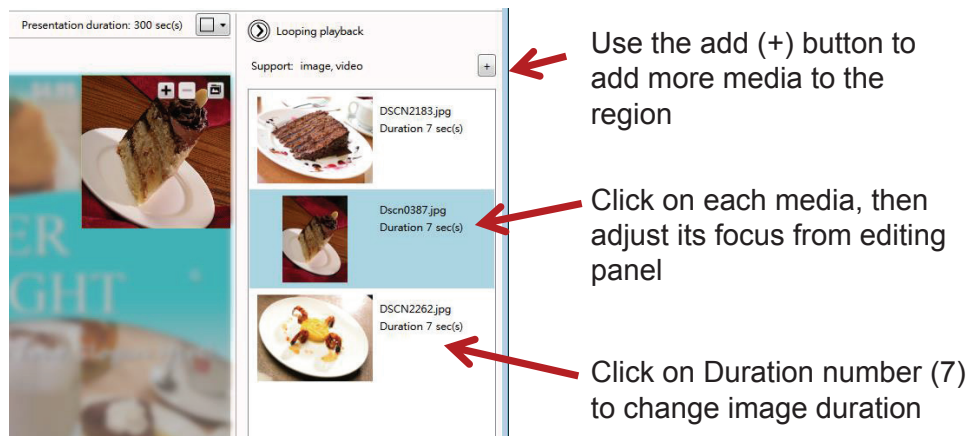 Presentation duration: 300 sec(s)
Looping playback
Support: image, video
+
DSCN2183.jpg
Duration 7 sec(s)
Dscn0387.jpg
Duration 7 sec(s)
DSCN2262.jpg
Duration 7 sec(s)
ER
GHT
Use the add (+) button to
add more media to the
region
Click on each media, then
adjust its focus from editing
panel
Click on Duration number (7)
to change image duration